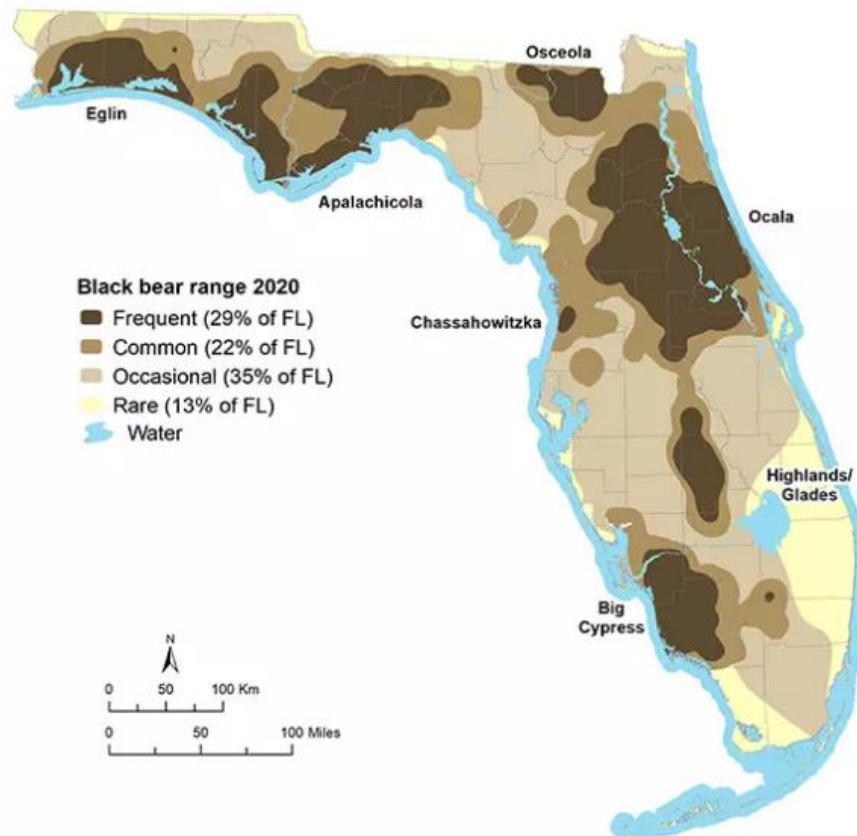 Osceola
Eglin
Apalachicola
Ocala
Black bear range 2020
Frequent (29% of FL)
Common (22% of FL)
Occasional (35% of FL)
Rare (13% of FL)
Water
Chassahowitzka
Highlands/
Glades
Big
Cypress
N
0 50 100 Km
0 50 100 Miles